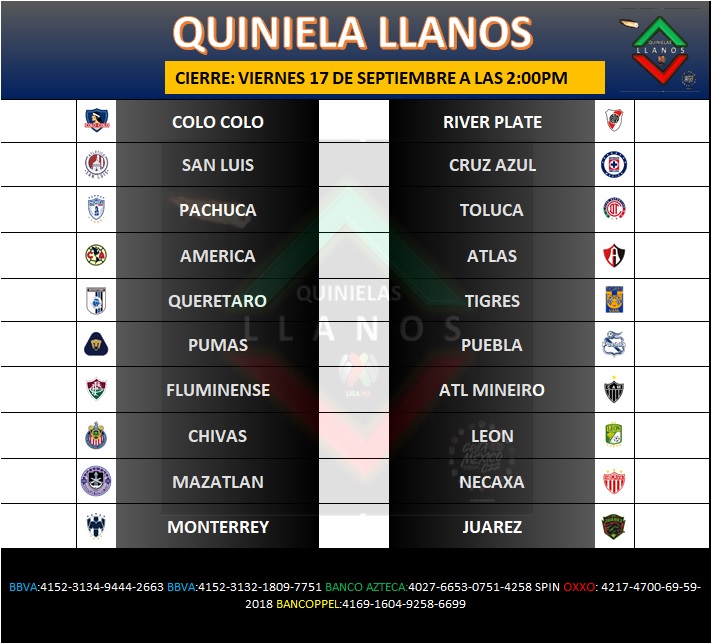 QUINIELA LLANOS
CIERRE: VIERNES 17 DE SEPTIEMBRE A LAS 2:00PM
QUINIELAS
LLANOS
COLO COLO RIVER PLATE
SAN LUIS CRUZ AZUL
PACHUCA TOLUCA
AMERICA ATLAS
QUERETARO TIGRES
QUINIELAS
LLANOS
PUMAS PUEBLA
LIGA MX
FLUMINENSE ATL MINEIRO
CHIVAS LEON
MAZATLAN NECAXA
MONTERREY JUAREZ
BBVA:4152-3134-9444-2663 BBVA:4152-3132-1809-7751 BANCO AZTECA:4027-6653-0751-4258 SPIN OXXO: 4217-4700-69-59-
2018 BANCOPPEL:4169-1604-9258-6699